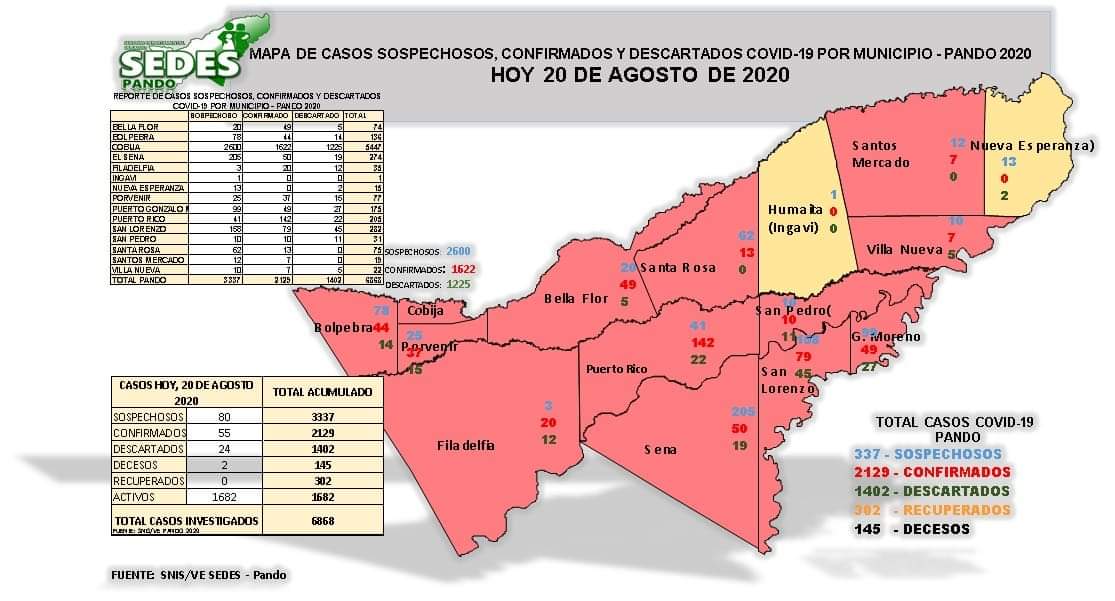 SEDES
PANDO
MAPA DE CASOS SOSPECHOSOS, CONFIRMADOS Y DESCARTADOS COVID-19 POR MUNICIPIO - PANDO 2020
HOY 20 DE AGOSTO DE 2020
REPORTE DE CASOS SOSPECHOSOS, CONFIRMADOS Y DESCARTADOS
COVID-19 POR MUNICIPIO - PANDO 2020
SOSPECHOSO CONFIRMADO DESCARTADO TOTAL
BELLA FLOR 20 49 5 74
BOLPEBRA 78 44 14 136
COBIJA 2600 1622 1225 5447
EL SENA 205 50 19 274
FILADELFIA 3 20 12 35
INGAVI 1 0 0 1
NUEVA ESPERANZA 13 0 2 15
PORVENIR 25 37 15 77
PUERTO GONZALO M 99 49 27 175
PUERTO RICO 41 142 22 205
SAN LORENZO 158 79 45 282
SAN PEDRO 10 10 11 31
SANTA ROSA 62 13 0 75
SANTOS MERCADO 12 7 0 19
VILLA NUEVA 10 7 5 22
TOTAL PANDO 3337 2129 1402 6868
SOSPECHOSOS: 2600
CONFIRMADOS: 1622
DESCARTADOS: 1225
Santos
Mercado
12
7
0
Nueva Esperanza)
13
0
2
Humaita
(Ingavi)
1
0
0
Villa Nueva
10
7
5
Santa Rosa
62
13
0
Bella Flor
20
49
5
Cobija
Bolpebra
78
44
14
Porvenir
25
37
15
Puerto Rico
41
142
22
San Pedro(
10
10
11
G. Moreno
49
27
San
Lorenzo
79
45
Filadelfia
3
20
12
Sena
205
50
19
CASOS HOY, 20 DE AGOSTO
2020
TOTAL ACUMULADO
SOSPECHOSOS 80 3337
CONFIRMADOS 55 2129
DESCARTADOS 24 1402
DECESOS 2 145
RECUPERADOS 0 302
ACTIVOS 1682 1682
TOTAL CASOS INVESTIGADOS 6868
FUENTE: SNIS/VE PANDO 2020
TOTAL CASOS COVID-19
PANDO
337 - SOSPECHOSOS
2129 - CONFIRMADOS
1402 - DESCARTADOS
302 - RECUPERADOS
145 - DECESOS
FUENTE: SNIS/VE SEDES - Pando